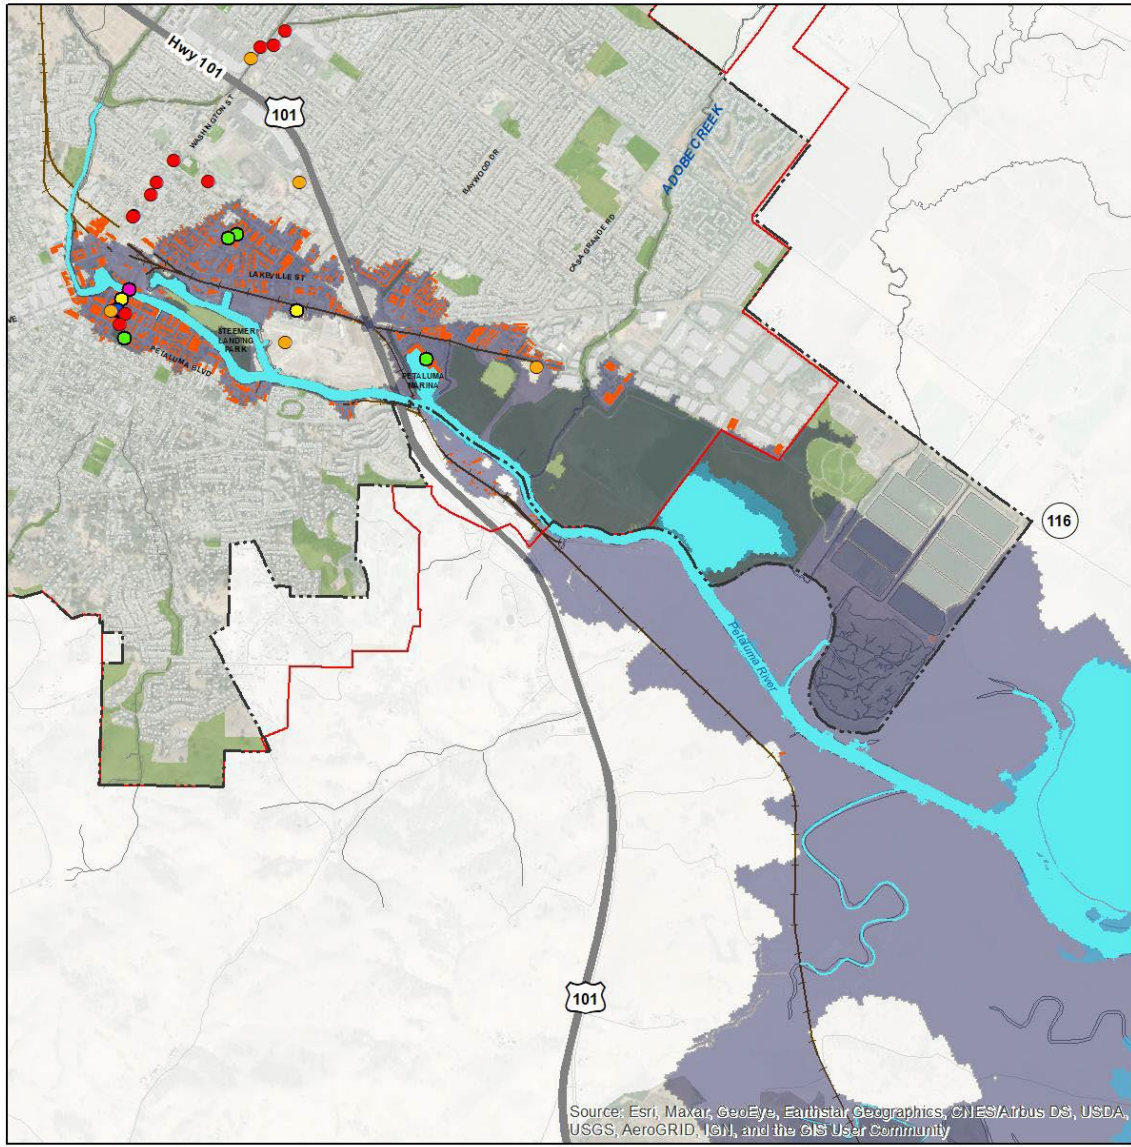 Hwy 101
101
WASHINGTON ST
BAYWOOD DR
ADOBE CREEK
CASA GRANDE RD
LAKEVILLE ST
VE
STEEMER
LANDING
PARK
PETALUMA BLVD
PETALUMA
MARINA
116
Petaluma River
101
Source: Esri, Maxar, GeoEye, Earthstar Geographics, CNES/Airbus DS, USDA,
USGS, AeroGRID, IGN, and the GIS User Community